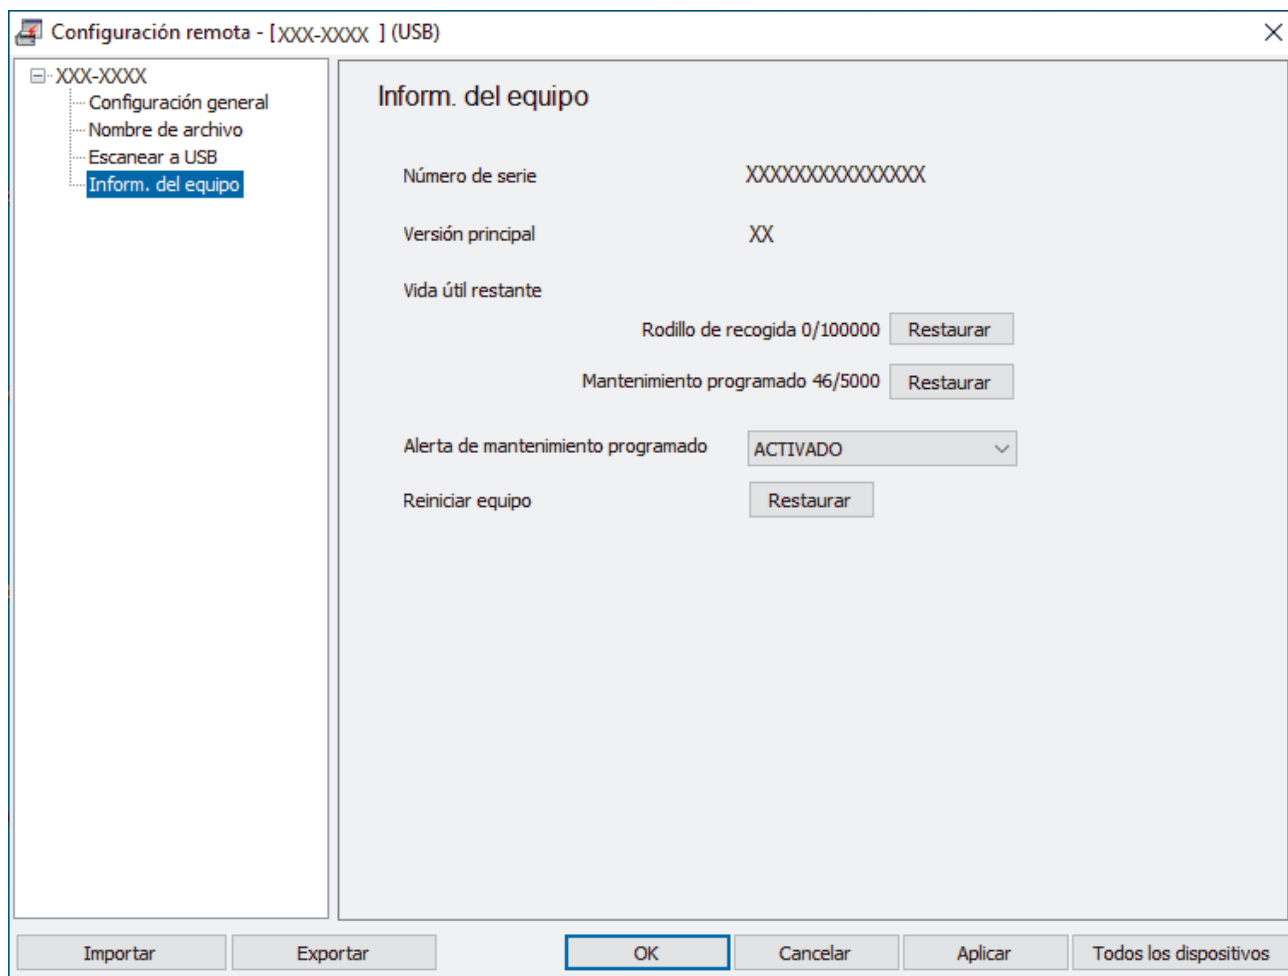 Configuración remota - [XXX-XXXX ] (USB)
XXX-XXXX
Configuración general
Nombre de archivo
Escanear a USB
Inform. del equipo
Inform. del equipo
Número de serie XXXXXXXXXXXXXXX
Versión principal XX
Vida útil restante
Rodillo de recogida 0/100000 Restaurar
Mantenimiento programado 46/5000 Restaurar
Alerta de mantenimiento programado ACTIVADO
Reiniciar equipo Restaurar
Importar Exportar OK Cancelar Aplicar Todos los dispositivos